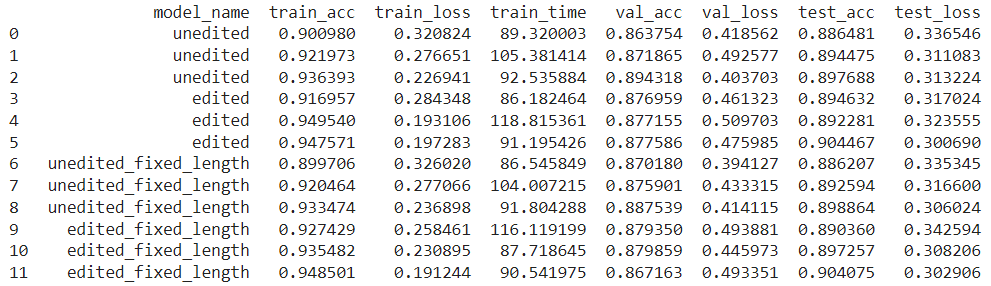 model_name train_acc train_loss train_time val_acc val_loss test_acc test_loss
0 unedited 0.900980 0.320824 89.320003 0.863754 0.418562 0.886481 0.336546
1 unedited 0.921973 0.276651 105.381414 0.871865 0.492577 0.894475 0.311083
2 unedited 0.936393 0.226941 92.535884 0.894318 0.403703 0.897688 0.313224
3 edited 0.916957 0.284348 86.182464 0.876959 0.461323 0.894632 0.317024
4 edited 0.949540 0.193106 118.815361 0.877155 0.509703 0.892281 0.323555
5 edited 0.947571 0.197283 91.195426 0.877586 0.475985 0.904467 0.300690
6 unedited_fixed_length 0.899706 0.326020 86.545849 0.870180 0.394127 0.886207 0.335345
7 unedited_fixed_length 0.920464 0.277066 104.007215 0.875901 0.433315 0.892594 0.316600
8 unedited_fixed_length 0.933474 0.236898 91.804288 0.887539 0.414115 0.898864 0.306024
9 edited_fixed_length 0.927429 0.258461 116.119199 0.879350 0.493881 0.890360 0.342594
10 edited_fixed_length 0.935482 0.230895 87.718645 0.879859 0.445973 0.897257 0.308206
11 edited_fixed_length 0.948501 0.191244 90.541975 0.867163 0.493351 0.904075 0.302906